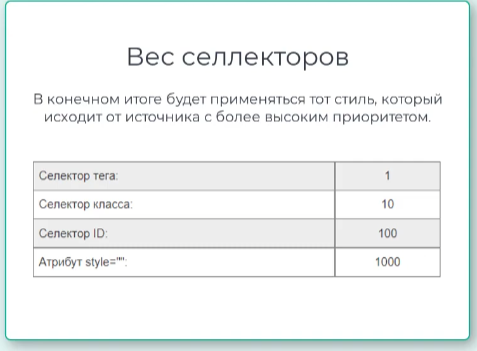 Вес селлекторов
В конечном итоге будет применяться тот стиль, который
исходит от источника с более высоким приоритетом.
Селектор тега: 1
Селектор класса: 10
Селектор ID: 100
Атрибут style="": 1000